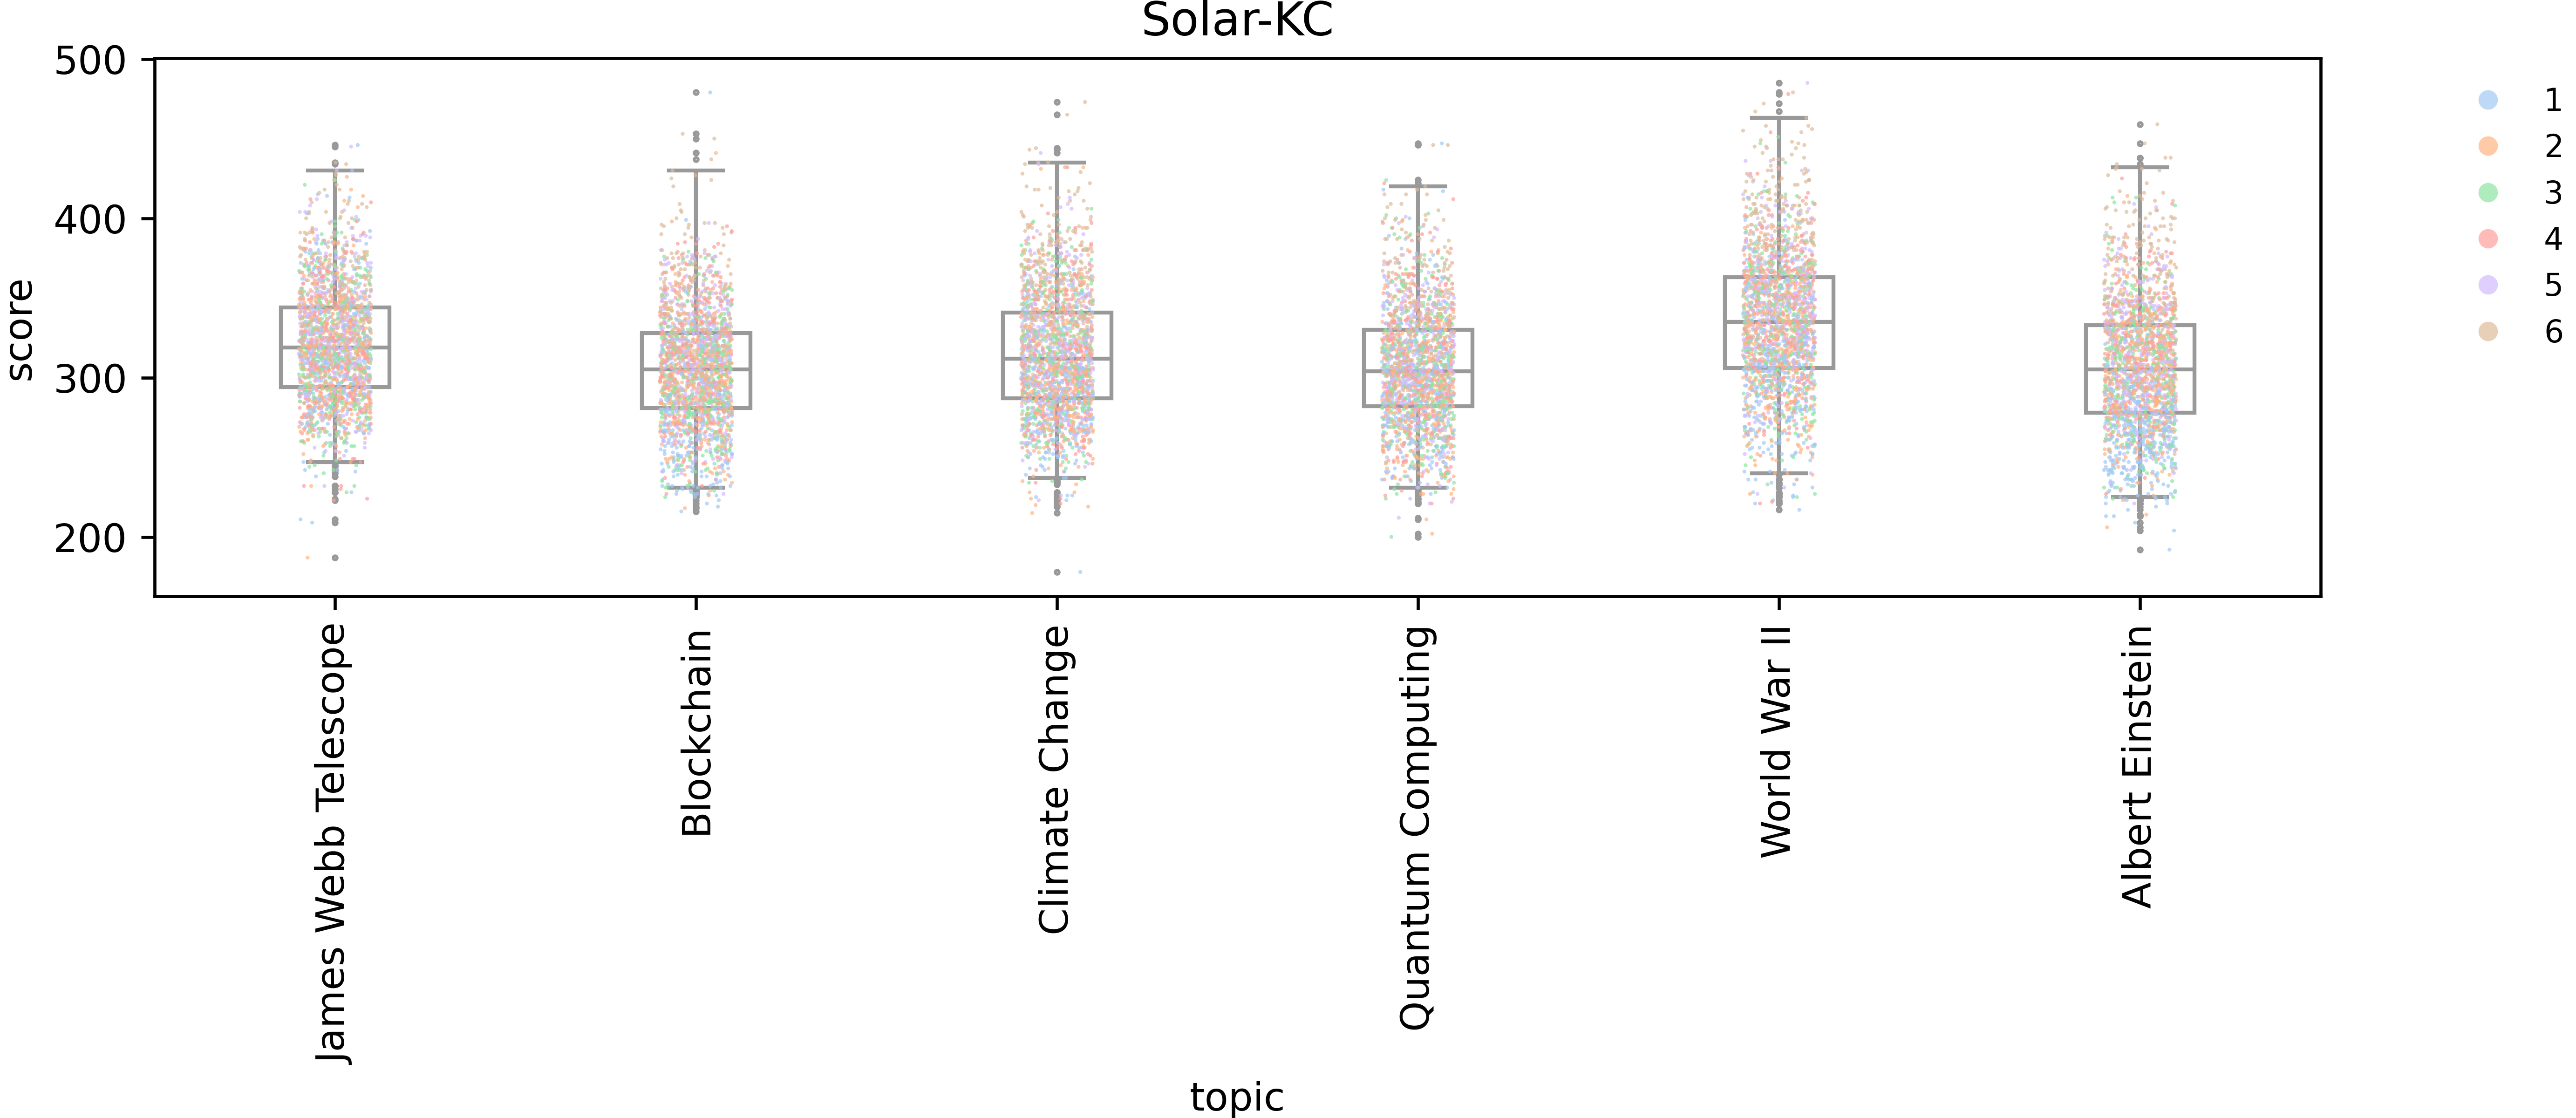 Solar-KC
500
400
300
200
score
1
2
3
4
5
6
James Webb Telescope
Blockchain
Climate Change
Quantum Computing
World War II
Albert Einstein
topic